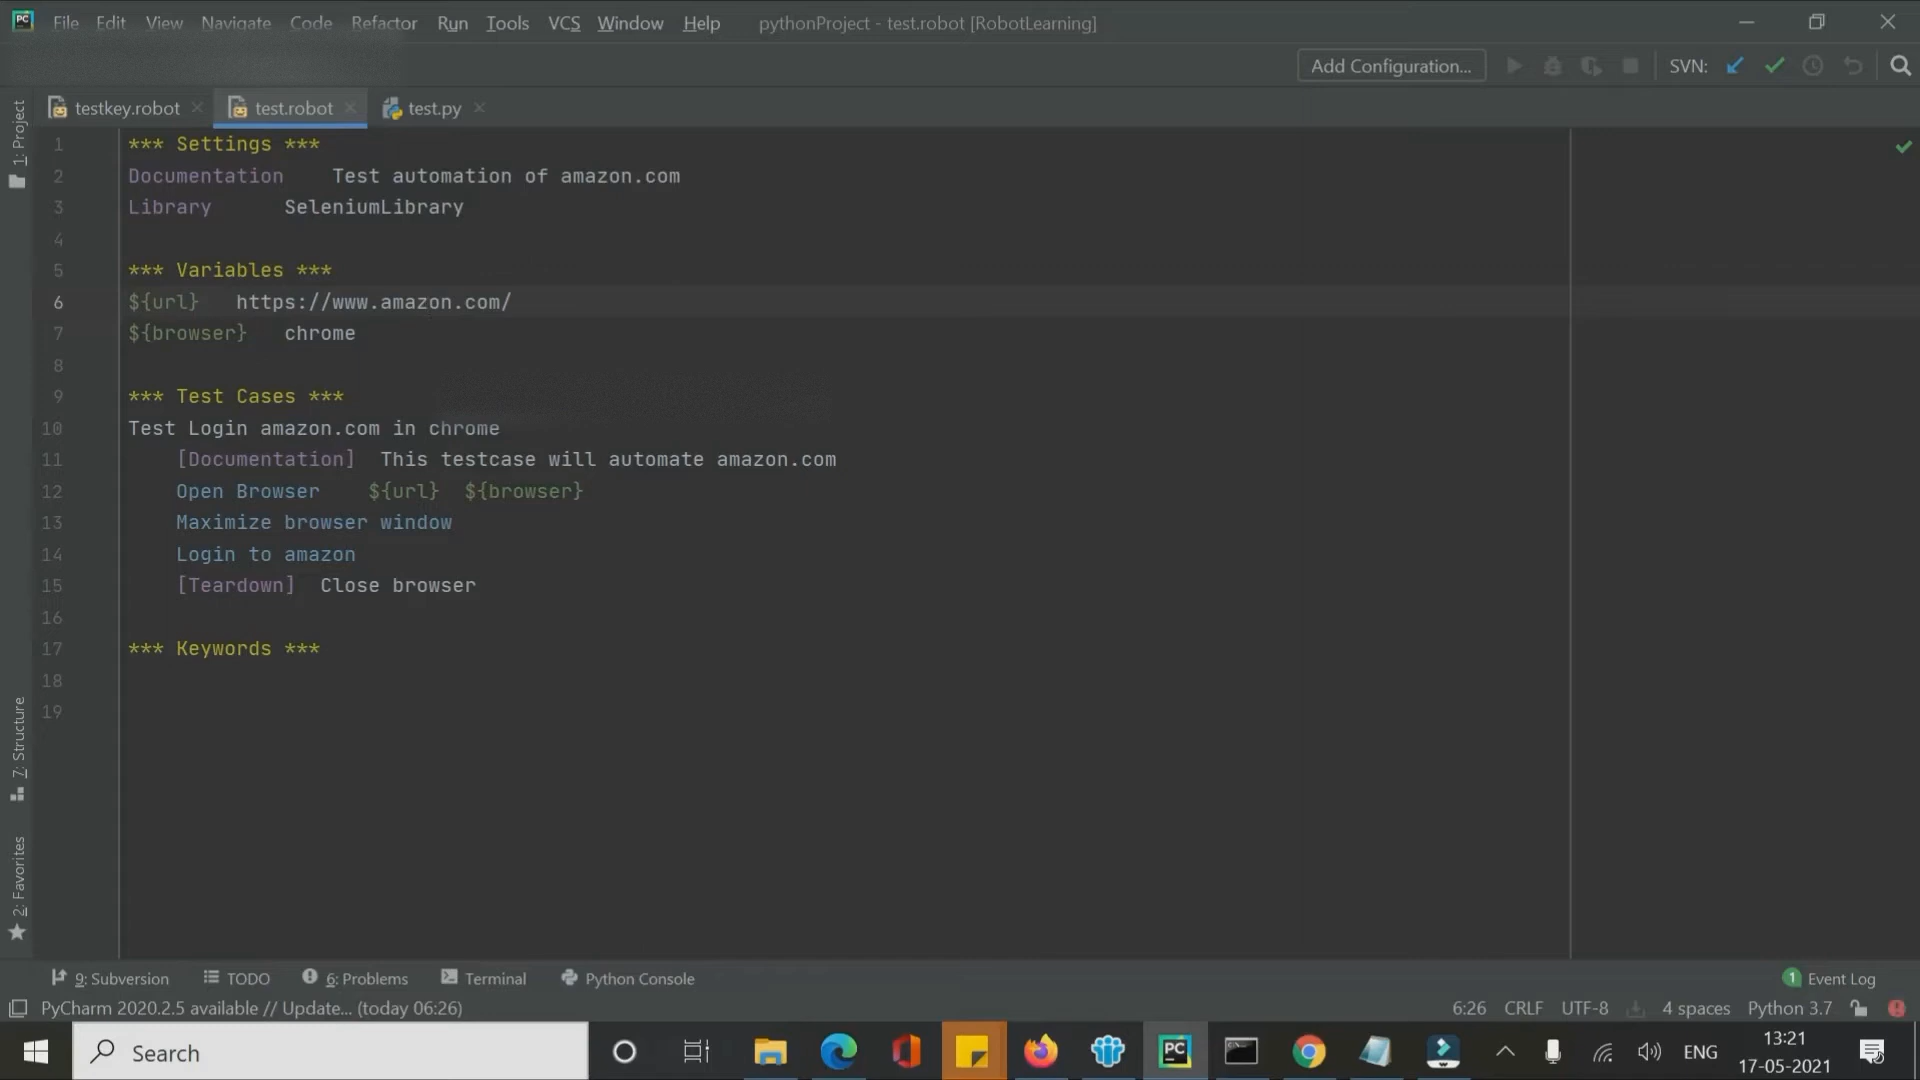 File Edit View Navigate Code Refactor Run Tools VCS Window Help pythonProject - test.robot [RobotLearning]
Add Configuration... SVN:
testkey.robot test.robot test.py
1: Project
1 *** Settings ***
2 Documentation Test automation of amazon.com
3 Library SeleniumLibrary
4
5 *** Variables ***
6 ${url} https://www.amazon.com/
7 ${browser} chrome
8
9 *** Test Cases ***
10 Test Login amazon.com in chrome
11 [Documentation] This testcase will automate amazon.com
12 Open Browser ${url} ${browser}
13 Maximize browser window
14 Login to amazon
15 [Teardown] Close browser
16
17 *** Keywords ***
18
19
7: Structure
2: Favorites
9: Subversion TODO 6: Problems Terminal Python Console 1 Event Log
PyCharm 2020.2.5 available // Update... (today 06:26) 6:26 CRLF UTF-8 4 spaces Python 3.7
Search ENG 13:21
17-05-2021